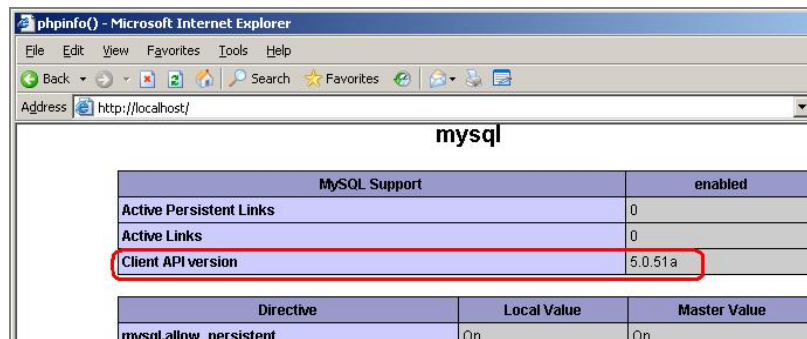 phpinfo() - Microsoft Internet Explorer
File Edit View Favorites Tools Help
Back Search Favorites
Address http://localhost/
mysql
MySQL Support enabled
Active Persistent Links 0
Active Links 0
Client API version 5.0.51a
Directive Local Value Master Value
mysql.allow_persistent On On